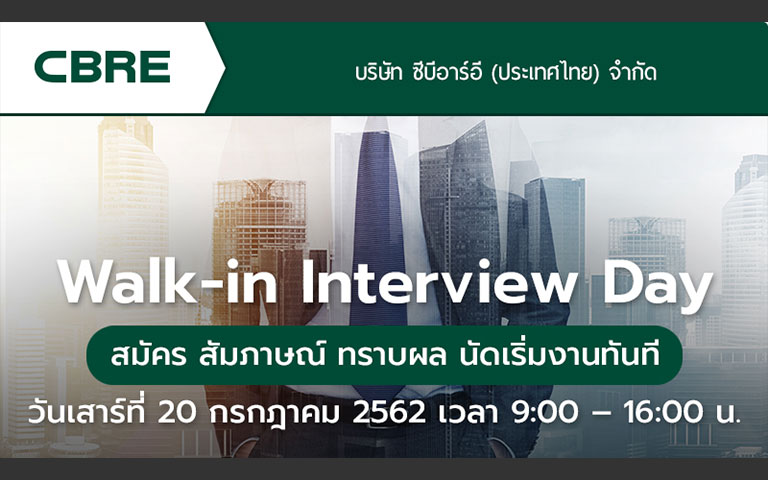 CBRE
บริษัท ซีบีอาร์อี (ประเทศไทย) จำกัด
Walk-in Interview Day
สมัคร สัมภาษณ์ ทราบผล นัดเริ่มงานทันที
วันเสาร์ที่ 20 กรกฎาคม 2562 เวลา 9:00 – 16:00 น.